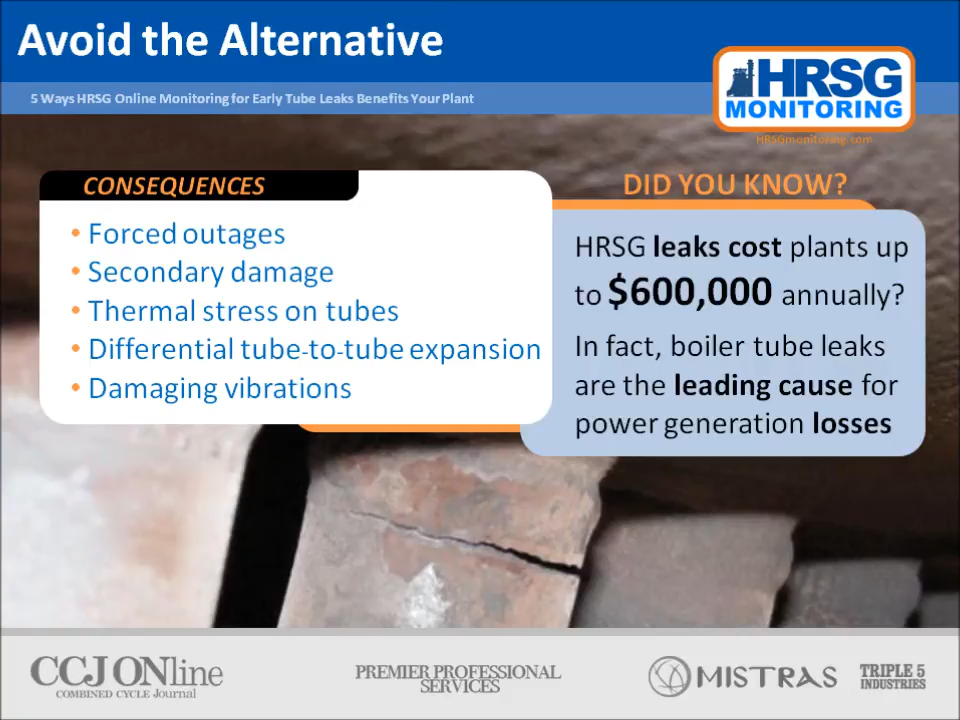 Avoid the Alternative
5 Ways HRSG Online Monitoring for Early Tube Leaks Benefits Your Plant
HRSG
MONITORING
HRSGmonitoring.com
CONSEQUENCES
• Forced outages
• Secondary damage
• Thermal stress on tubes
• Differential tube-to-tube expansion
• Damaging vibrations
DID YOU KNOW?
HRSG leaks cost plants up
to $600,000 annually?
In fact, boiler tube leaks
are the leading cause for
power generation losses
CCJ ONline
COMBINED CYCLE Journal
PREMIER PROFESSIONAL
SERVICES
MISTRAS
TRIPLE 5
INDUSTRIES